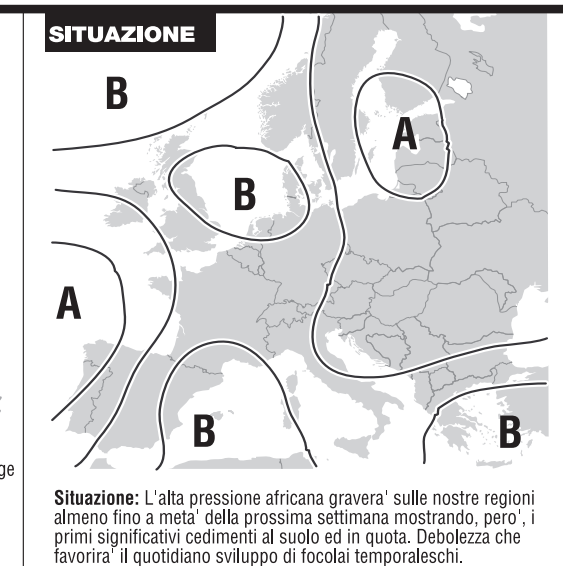 SITUAZIONE
B
A
B
A
B
B
ge
Situazione: L'alta pressione africana gravera' sulle nostre regioni
almeno fino a meta' della prossima settimana mostrando, pero', i
primi significativi cedimenti al suolo ed in quota. Debolezza che
favorira' il quotidiano sviluppo di focolai temporaleschi.